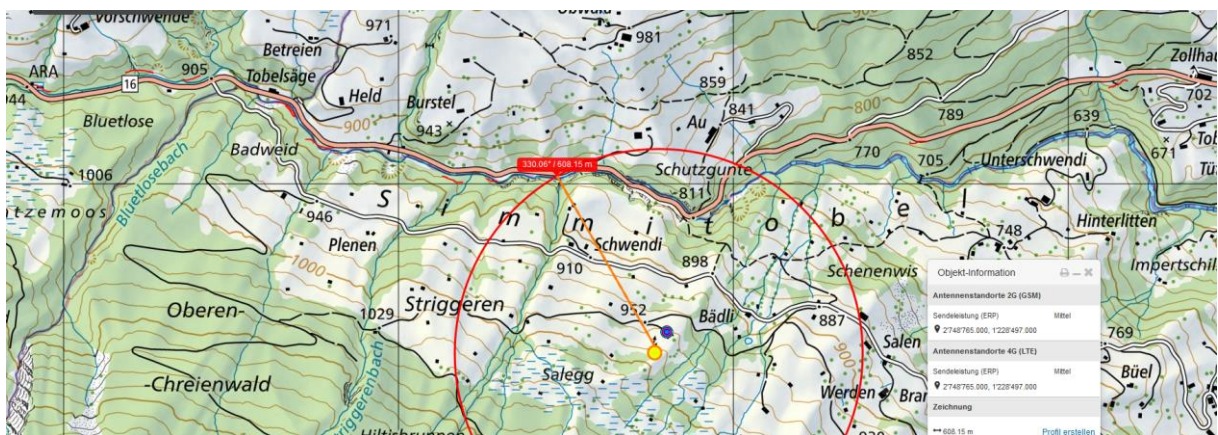 Vorschwende
Obwald
971
981
852
Zollhau
Betreien
ARA
905
Tobelsäge
859
702
16
Held
Burstel
900
841
800
789
639
Bluetlose
943
Au
Badweid
330.06° / 608.15 m
Schutzgunte
770
705
Unterschwendi
671
1006
811
tzemoos
Bluetlosebach
946
Simmitobel
Hinterlitten
Plenen
Schwendi
748
1000
910
898
Schenenwis
Impertschil
Oberen-
Striggeren
952
Bädli
1029
887
769
-Chreienwald
Striggerenbach
Salegg
900
Salen
Büel
Werden
Bran
Hiltisbrunnen
Objekt-Information
Antennenstandorte 2G (GSM)
Sendeleistung (ERP) Mittel
2'748'765.000, 1'228'497.000
Antennenstandorte 4G (LTE)
Sendeleistung (ERP) Mittel
2'748'765.000, 1'228'497.000
Zeichnung
608.15 m Profil erstellen